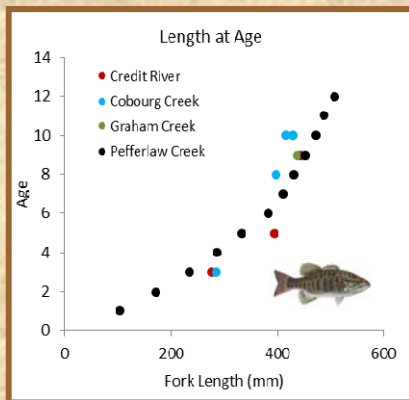 Length at Age
Credit River
Cobourg Creek
Graham Creek
Pefferlaw Creek
14
12
10
8
6
4
2
0
Age
0 200 400 600
Fork Length (mm)